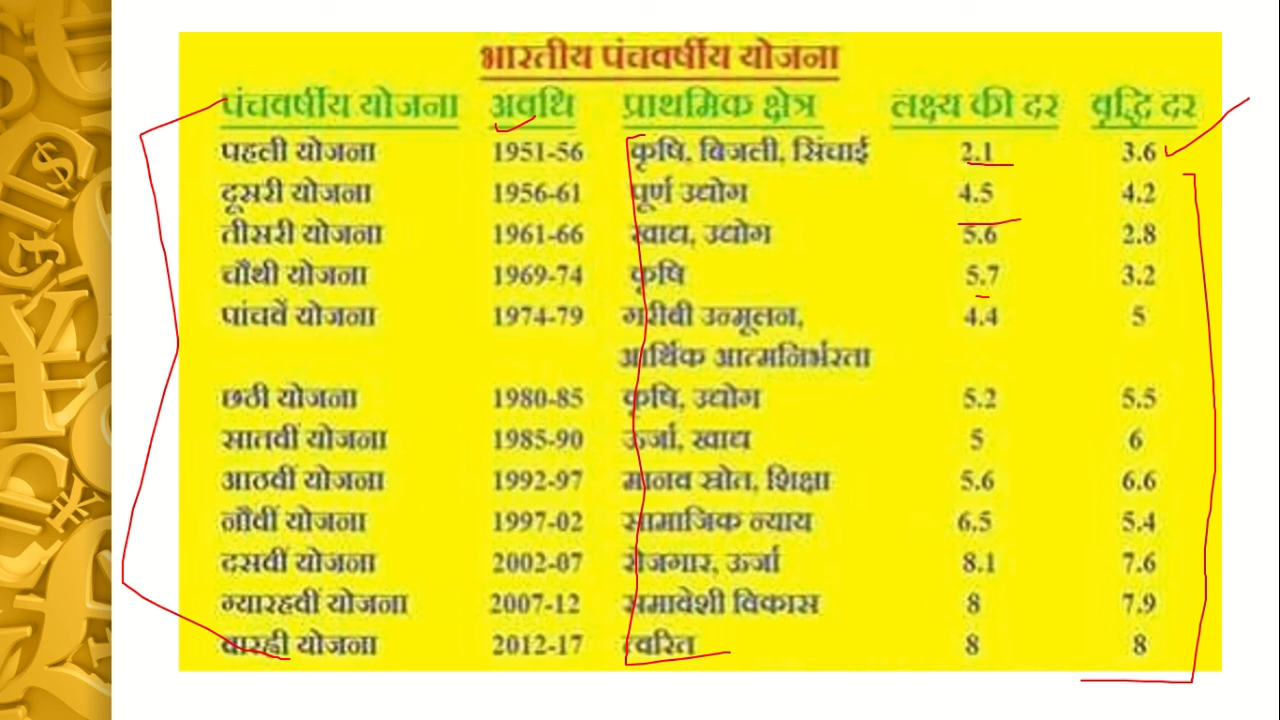 भारतीय पंचवर्षीय योजना
पंचवर्षीय योजना अवधि प्राथमिक क्षेत्र लक्ष्य की दर वृद्धि दर
पहली योजना 1951-56 कृषि, बिजली, सिंचाई 2.1 3.6
दूसरी योजना 1956-61 पूर्ण उद्योग 4.5 4.2
तीसरी योजना 1961-66 खाद्य, उद्योग 5.6 2.8
चौथी योजना 1969-74 कृषि 5.7 3.2
पांचवें योजना 1974-79 गरीबी उन्मूलन, 4.4 5
आर्थिक आत्मनिर्भरता
छठी योजना 1980-85 कृषि, उद्योग 5.2 5.5
सातवीं योजना 1985-90 ऊर्जा, खाद्य 5 6
आठवीं योजना 1992-97 मानव स्रोत, शिक्षा 5.6 6.6
नौवीं योजना 1997-02 सामाजिक न्याय 6.5 5.4
दसवीं योजना 2002-07 रोजगार, ऊर्जा 8.1 7.6
ग्यारहवीं योजना 2007-12 समावेशी विकास 8 7.9
बारही योजना 2012-17 त्वरित 8 8